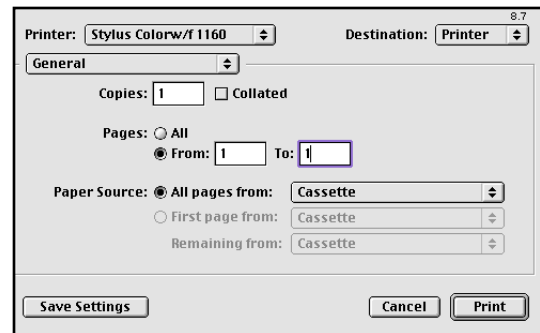 8.7
Printer: Stylus Colorw/f 1160 Destination: Printer
General
Copies: 1 Collated
Pages: All
From: 1 To: 1
Paper Source: All pages from: Cassette
First page from: Cassette
Remaining from: Cassette
Save Settings Cancel Print